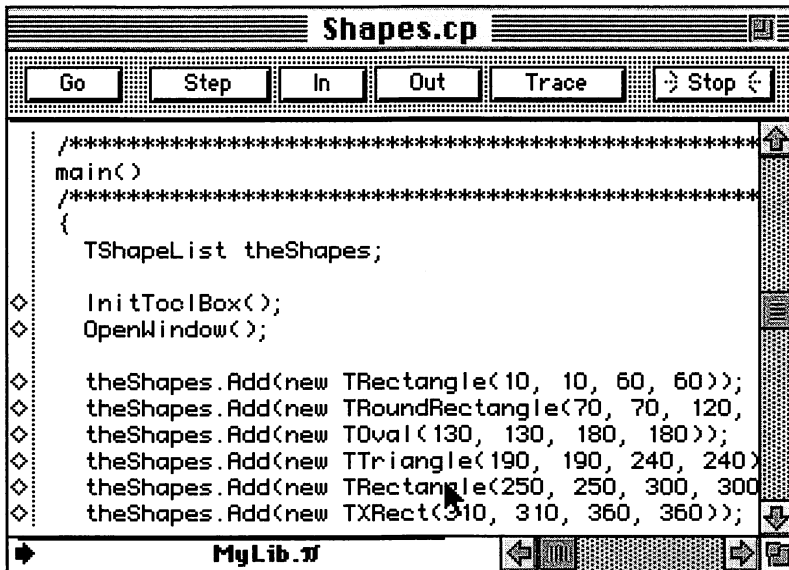 Shapes.cp
Go Step In Out Trace Stop
/************************************************
main()
/************************************************
{
TShapeList theShapes;
InitToolBox();
OpenWindow();
theShapes.Add(new TRectangle(10, 10, 60, 60));
theShapes.Add(new TRoundRectangle(70, 70, 120,
theShapes.Add(new TOval(130, 130, 180, 180));
theShapes.Add(new TTriangle(190, 190, 240, 240)
theShapes.Add(new TRectangle(250, 250, 300, 300
theShapes.Add(new TXRect(310, 310, 360, 360));
MyLib.π